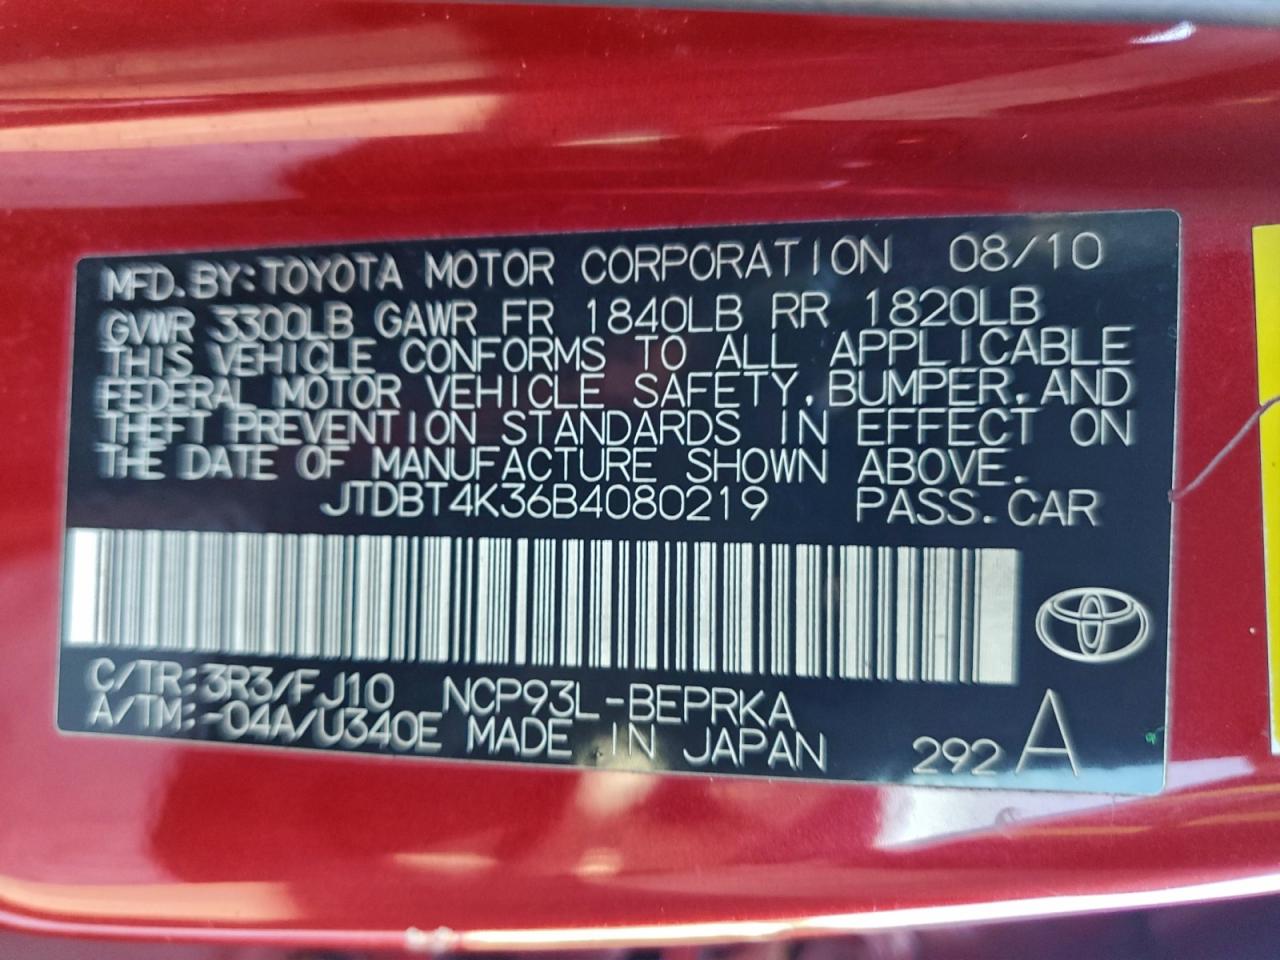 MFD. BY: TOYOTA MOTOR CORPORATION 08/10
GVWR 3300LB GAWR FR 1840LB RR 1820LB
THIS VEHICLE CONFORMS TO ALL APPLICABLE
FEDERAL MOTOR VEHICLE SAFETY, BUMPER, AND
THEFT PREVENTION STANDARDS IN EFFECT ON
THE DATE OF MANUFACTURE SHOWN ABOVE.
JTDBT4K36B4080219 PASS. CAR
C/TR: 3R3/FJ10 NCP93L-BEPRKA
A/TM: -04A/U340E MADE IN JAPAN 292 A